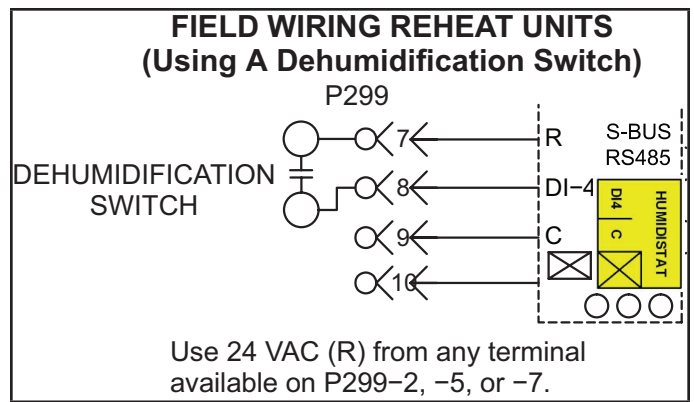 FIELD WIRING REHEAT UNITS
(Using A Dehumidification Switch)
P299
DEHUMIDIFICATION
SWITCH
7
R
S-BUS
RS485
8
DI−4
DI4
C
HUMIDISTAT
9
C
10
Use 24 VAC (R) from any terminal
available on P299−2, −5, or −7.